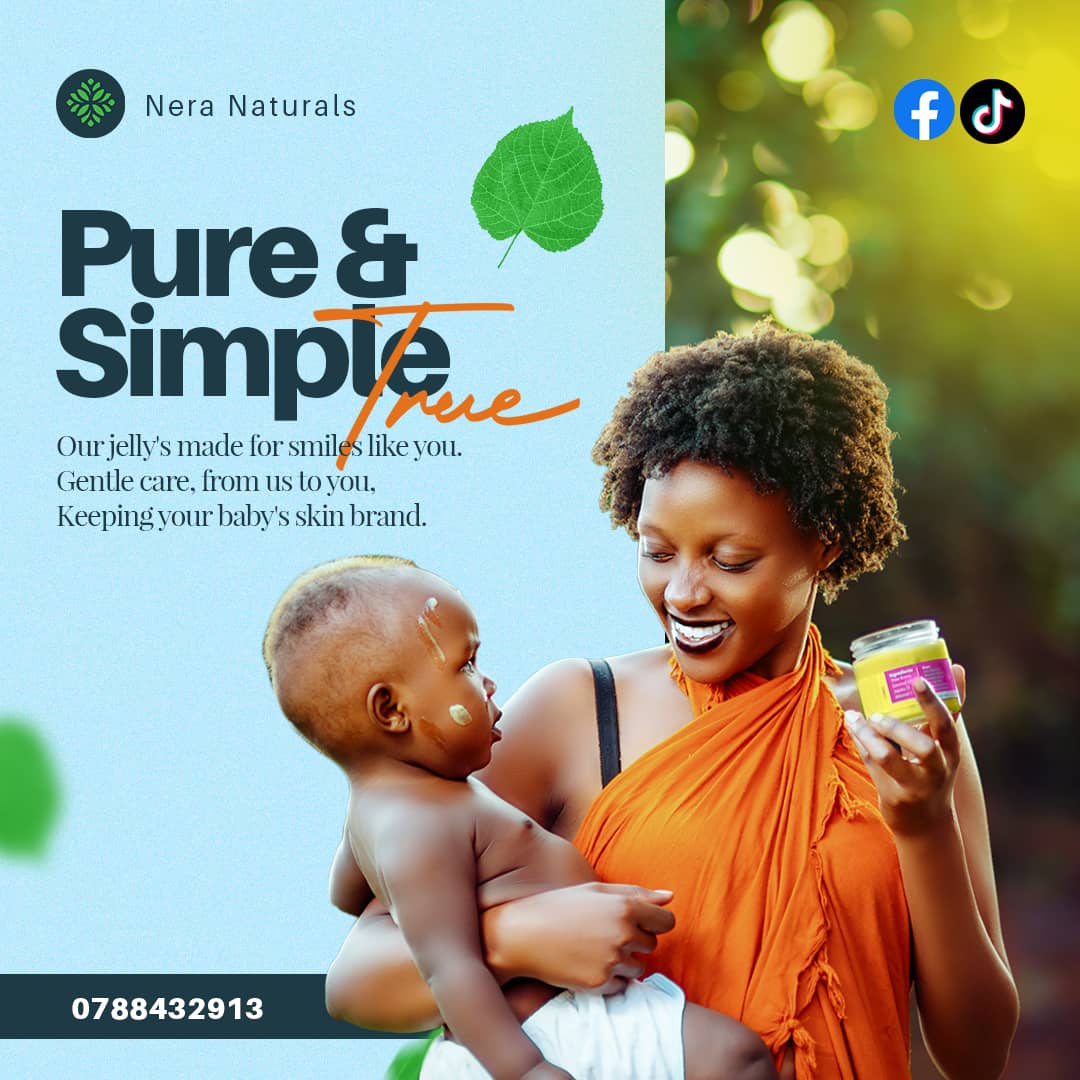 Nera Naturals
Pure &
Simple
True
Our jelly's made for smiles like you.
Gentle care, from us to you,
Keeping your baby's skin brand.
Ingredients
0788432913